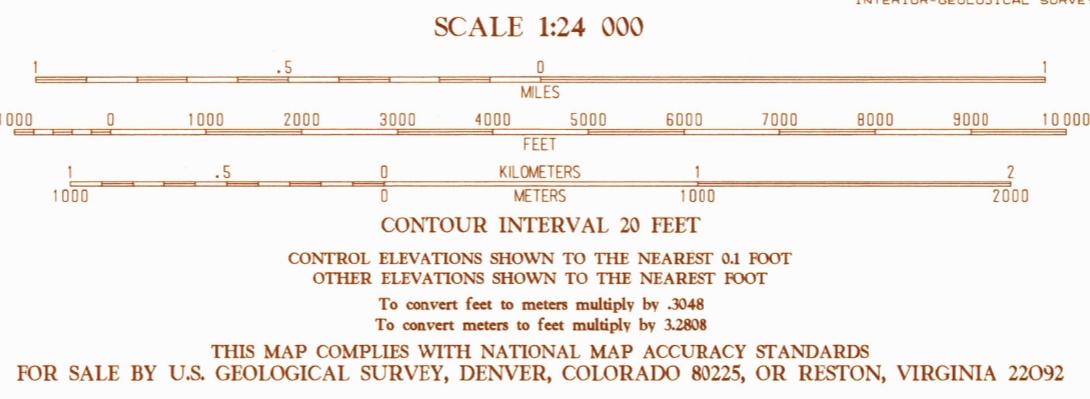 INTERIOR-GEOLOGICAL SURVEY
SCALE 1:24 000
1 .5 0 1
MILES
1000 0 1000 2000 3000 4000 5000 6000 7000 8000 9000 10 000
FEET
1 .5 0 KILOMETERS 1 2
1000 0 METERS 1000 2000
CONTOUR INTERVAL 20 FEET
CONTROL ELEVATIONS SHOWN TO THE NEAREST 0.1 FOOT
OTHER ELEVATIONS SHOWN TO THE NEAREST FOOT
To convert feet to meters multiply by .3048
To convert meters to feet multiply by 3.2808
THIS MAP COMPLIES WITH NATIONAL MAP ACCURACY STANDARDS
FOR SALE BY U.S. GEOLOGICAL SURVEY, DENVER, COLORADO 80225, OR RESTON, VIRGINIA 22092